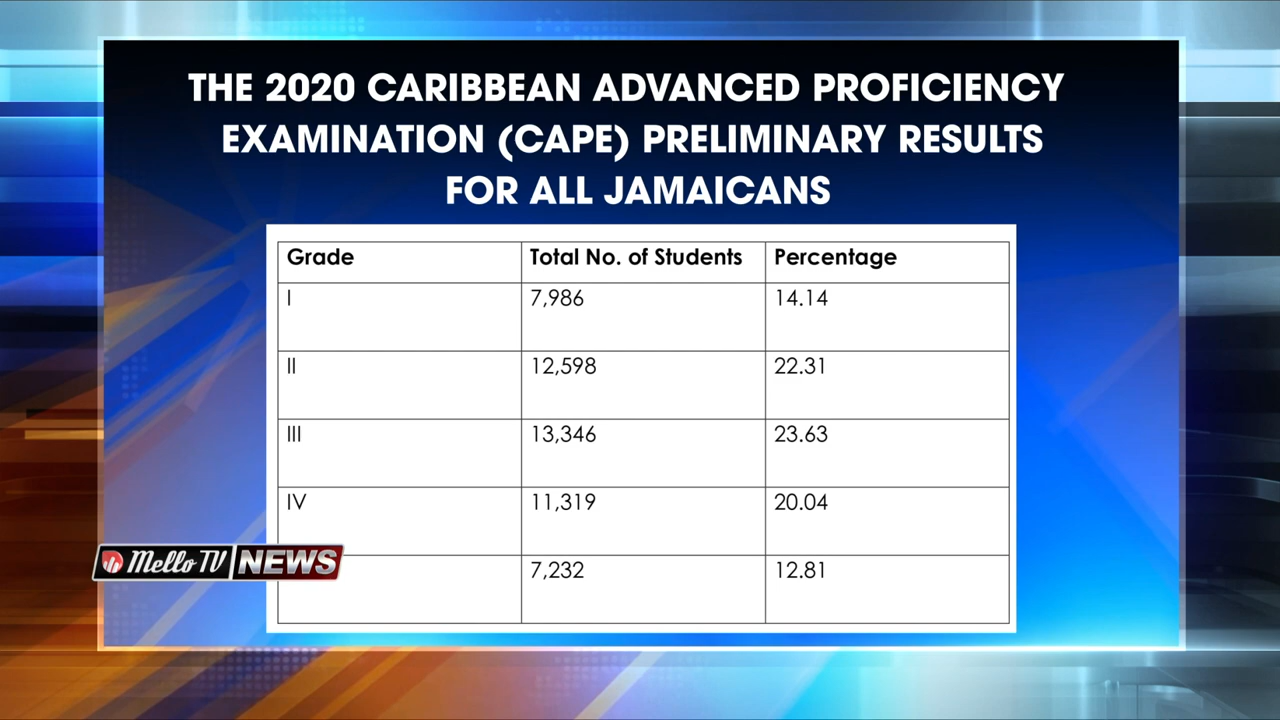 THE 2020 CARIBBEAN ADVANCED PROFICIENCY
EXAMINATION (CAPE) PRELIMINARY RESULTS
FOR ALL JAMAICANS
Grade Total No. of Students Percentage
I 7,986 14.14
II 12,598 22.31
III 13,346 23.63
IV 11,319 20.04
7,232 12.81
Mello TV NEWS